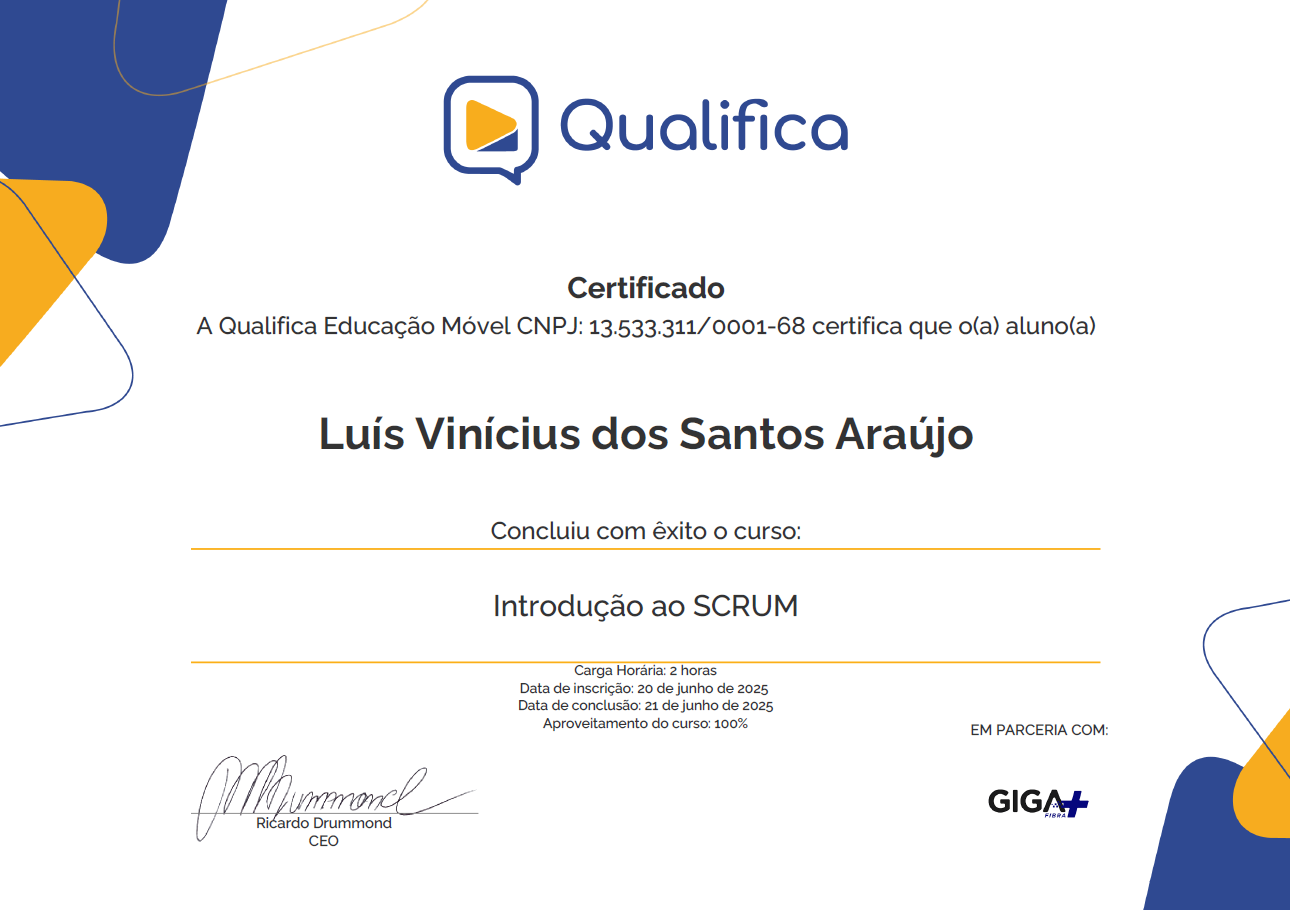 Qualifica
Certificado
A Qualifica Educação Móvel CNPJ: 13.533.311/0001-68 certifica que o(a) aluno(a)
Luís Vinícius dos Santos Araújo
Concluiu com êxito o curso:
Introdução ao SCRUM
Carga Horária: 2 horas
Data de inscrição: 20 de junho de 2025
Data de conclusão: 21 de junho de 2025
Aproveitamento do curso: 100%
EM PARCERIA COM:
GIGA+
FIBRA
Drummond
Ricardo Drummond
CEO